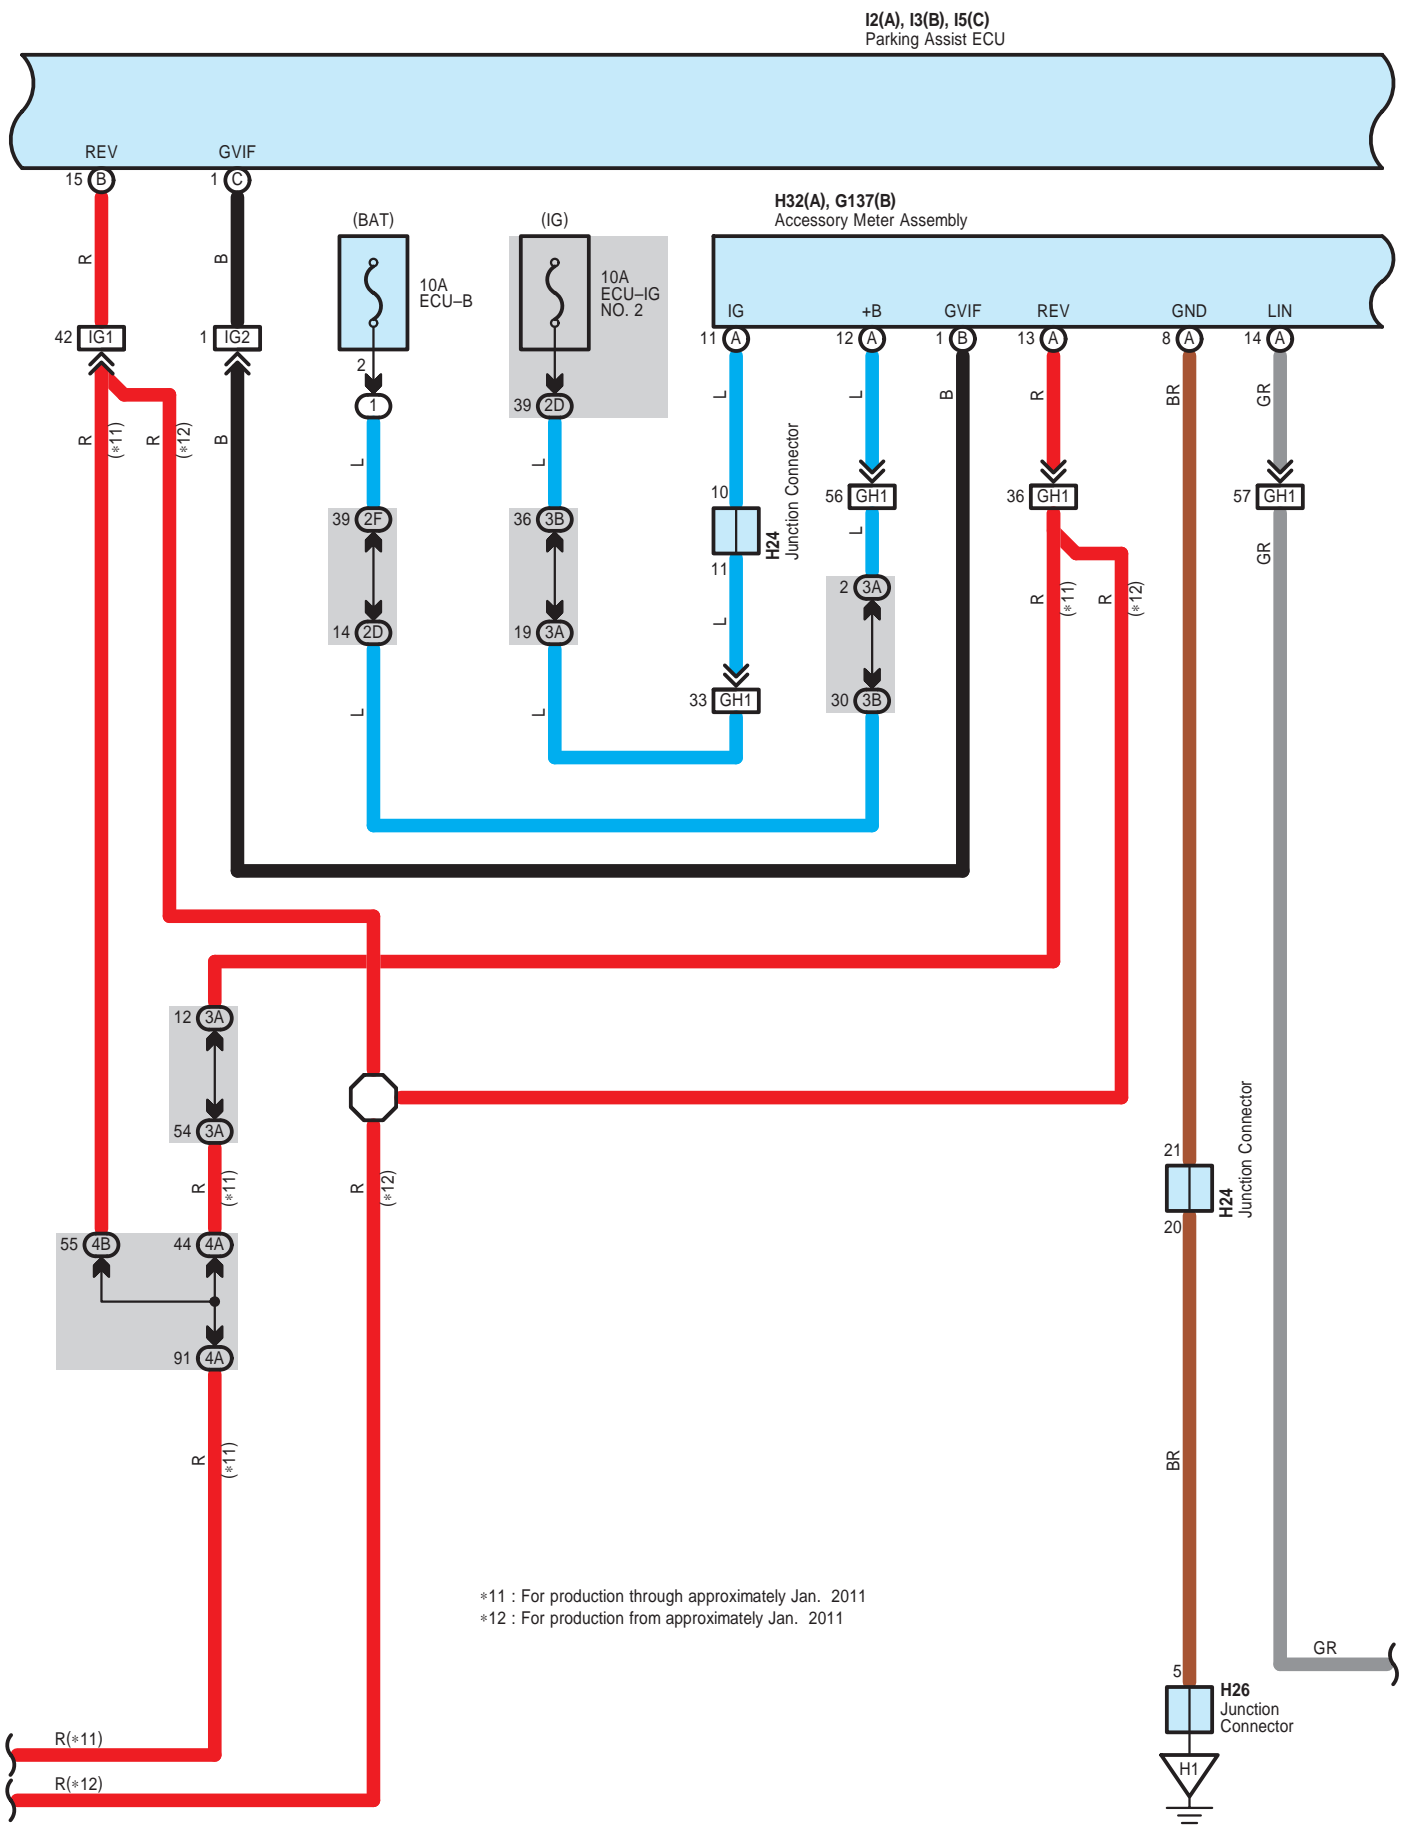 I2(A), I3(B), I5(C)
Parking Assist ECU
REV
GVIF
15 B
1 C
H32(A), G137(B)
Accessory Meter Assembly
(BAT)
(IG)
R
B
10A
ECU–B
10A
ECU–IG
NO. 2
IG
+B
GVIF
REV
GND
LIN
42 IG1
1 IG2
11 A
12 A
1 B
13 A
8 A
14 A
2
1
39 2D
L
L
B
R
BR
GR
R
(*11)
R
(*12)
B
L
L
10
56 GH1
36 GH1
57 GH1
39 2F
36 3B
H24
Junction Connector
L
GR
11
2 3A
R
(*11)
R
(*12)
14 2D
19 3A
L
33 GH1
30 3B
L
L
12 3A
54 3A
R
(*11)
R
(*12)
21
H24
Junction Connector
20
55 4B
44 4A
91 4A
R
(*11)
BR
*11 : For production through approximately Jan. 2011
*12 : For production from approximately Jan. 2011
GR
5
H26
Junction
Connector
R(*11)
H1
R(*12)